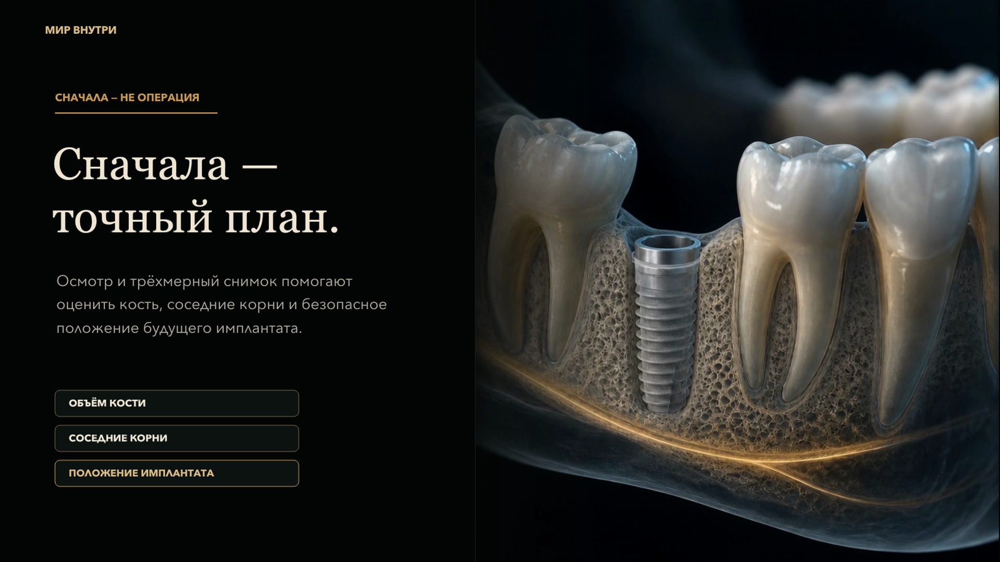 МИР ВНУТРИ
СНАЧАЛА – НЕ ОПЕРАЦИЯ
Сначала —
точный план.
Осмотр и трёхмерный снимок помогают
оценить кость, соседние корни и безопасное
положение будущего имплантата.
ОБЪЁМ КОСТИ
СОСЕДНИЕ КОРНИ
ПОЛОЖЕНИЕ ИМПЛАНТАТА